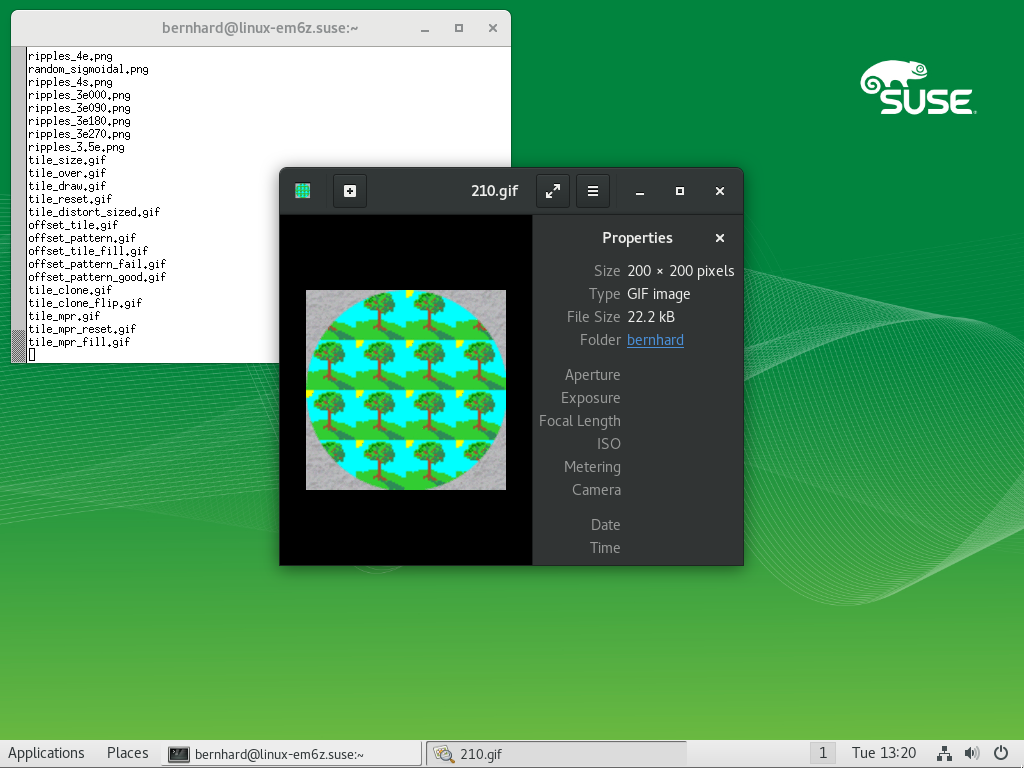 bernhard@linux-em6z.suse:~
ripples_4e.png
random_sigmoidal.png
ripples_4s.png
ripples_3e000.png
ripples_3e090.png
ripples_3e180.png
ripples_3e270.png
ripples_3.5e.png
tile_size.gif
tile_over.gif
tile_draw.gif
tile_reset.gif
tile_distort_sized.gif
offset_tile.gif
offset_pattern.gif
offset_tile_fill.gif
offset_pattern_fail.gif
offset_pattern_good.gif
tile_clone.gif
tile_clone_flip.gif
tile_mpr.gif
tile_mpr_reset.gif
tile_mpr_fill.gif
SUSE
210.gif
Properties
Size 200 × 200 pixels
Type GIF image
File Size 22.2 kB
Folder bernhard
Aperture
Exposure
Focal Length
ISO
Metering
Camera
Date
Time
Applications Places bernhard@linux-em6z.suse:~ 210.gif 1 Tue 13:20